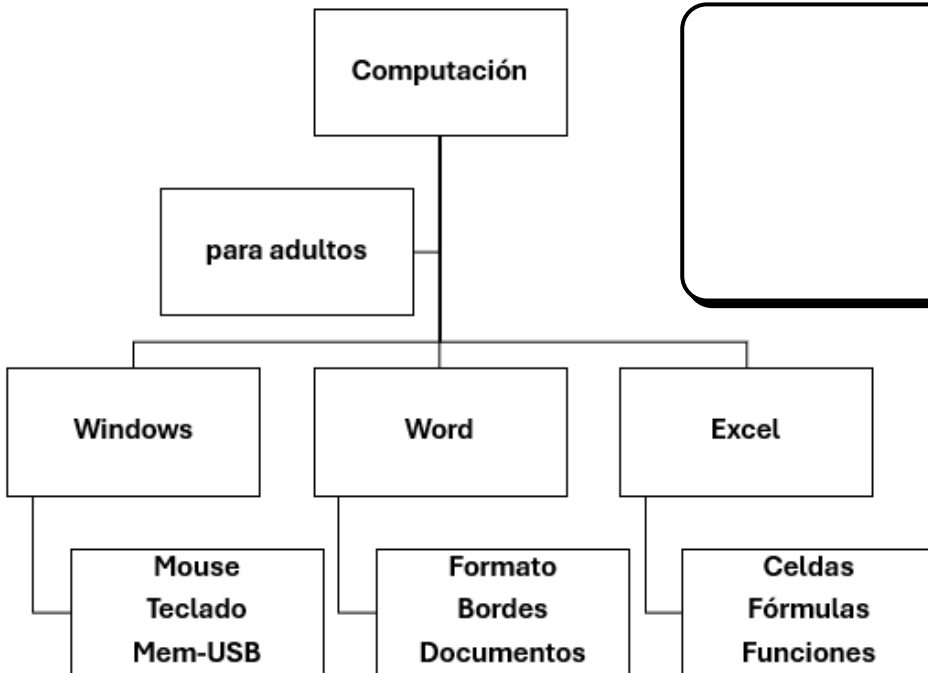 Computación
para adultos
Windows
Word
Excel
Mouse
Teclado
Mem-USB
Formato
Bordes
Documentos
Celdas
Fórmulas
Funciones